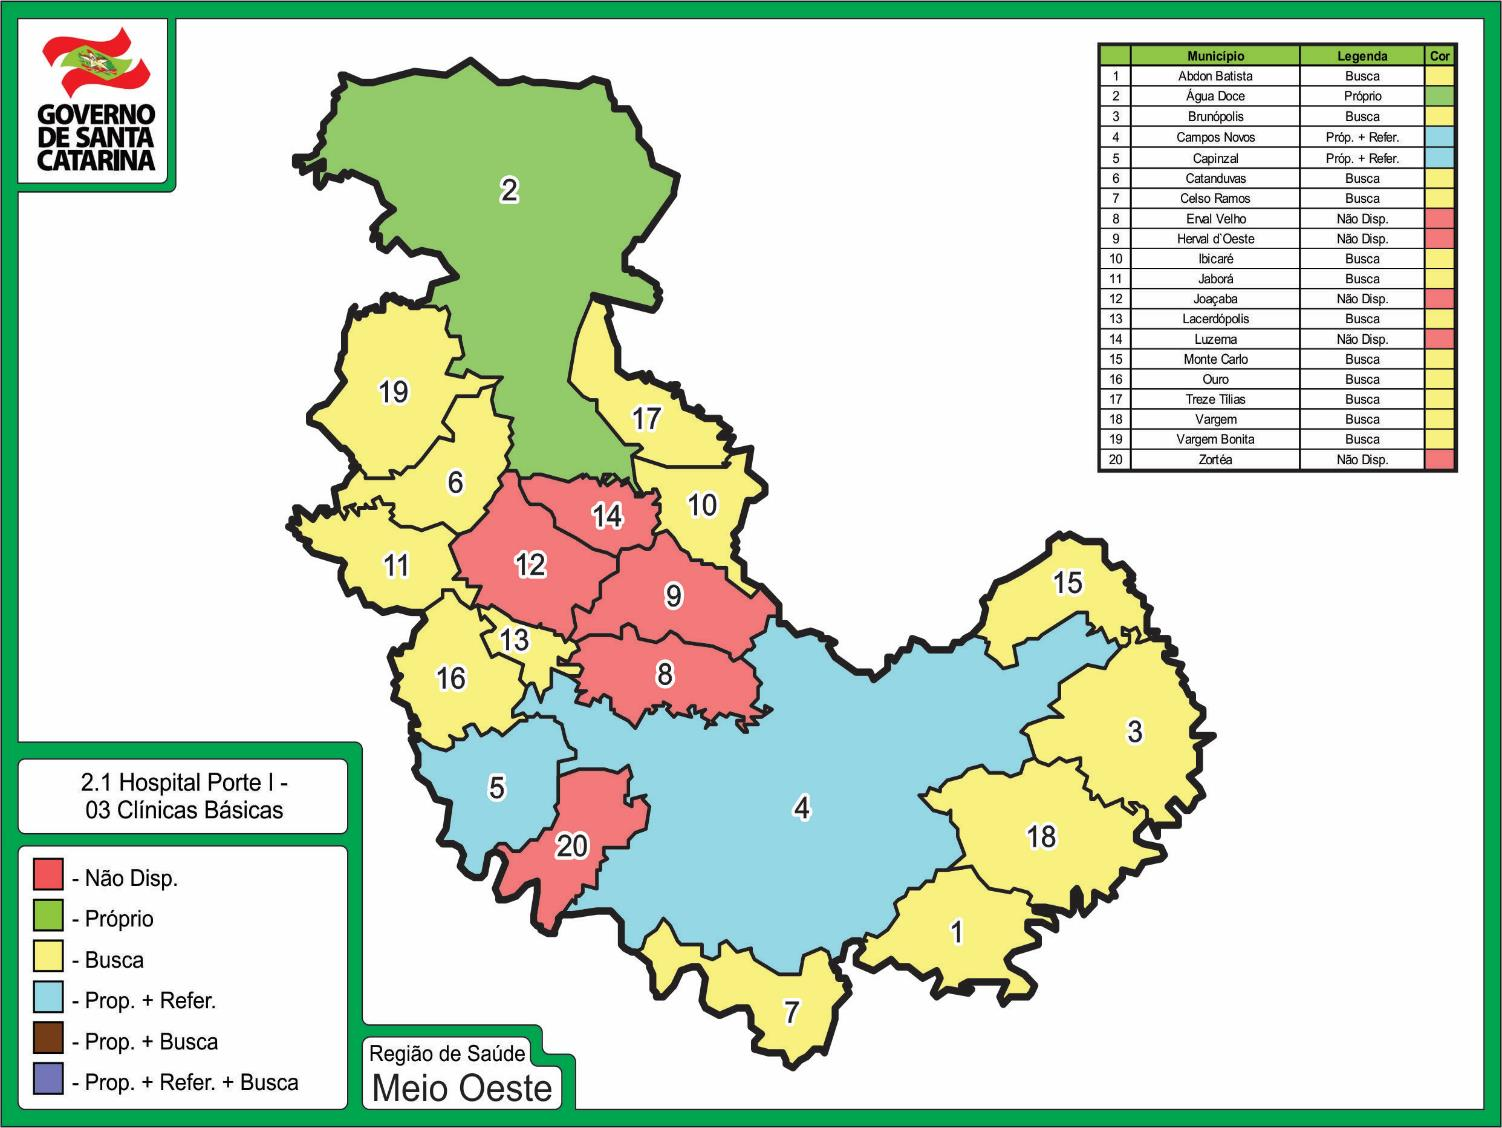 GOVERNO
DE SANTA
CATARINA
Município Legenda Cor
1 Abdon Batista Busca
2 Água Doce Próprio
3 Brunópolis Busca
4 Campos Novos Próp. + Refer.
5 Capinzal Próp. + Refer.
6 Catanduvas Busca
7 Celso Ramos Busca
8 Erval Velho Não Disp.
9 Herval d`Oeste Não Disp.
10 Ibicaré Busca
11 Jaborá Busca
12 Joaçaba Não Disp.
13 Lacerdópolis Busca
14 Luzerna Não Disp.
15 Monte Carlo Busca
16 Ouro Busca
17 Treze Tílias Busca
18 Vargem Busca
19 Vargem Bonita Busca
20 Zortéa Não Disp.
2
19
17
6
10
14
11
12
9
15
13
16
8
3
5
4
20
18
1
7
2.1 Hospital Porte I -
03 Clínicas Básicas
- Não Disp.
- Próprio
- Busca
- Prop. + Refer.
- Prop. + Busca
- Prop. + Refer. + Busca
Região de Saúde
Meio Oeste